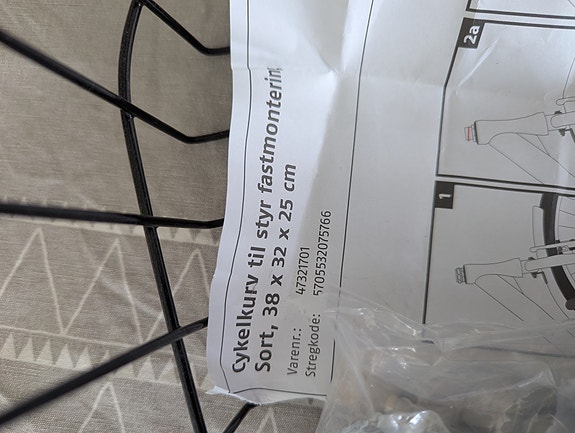 Cykelkurv til styr fastmontering
Sort, 38 x 32 x 25 cm
Varenr.: 47321701
Stregkode: 5705532075766
1
2a